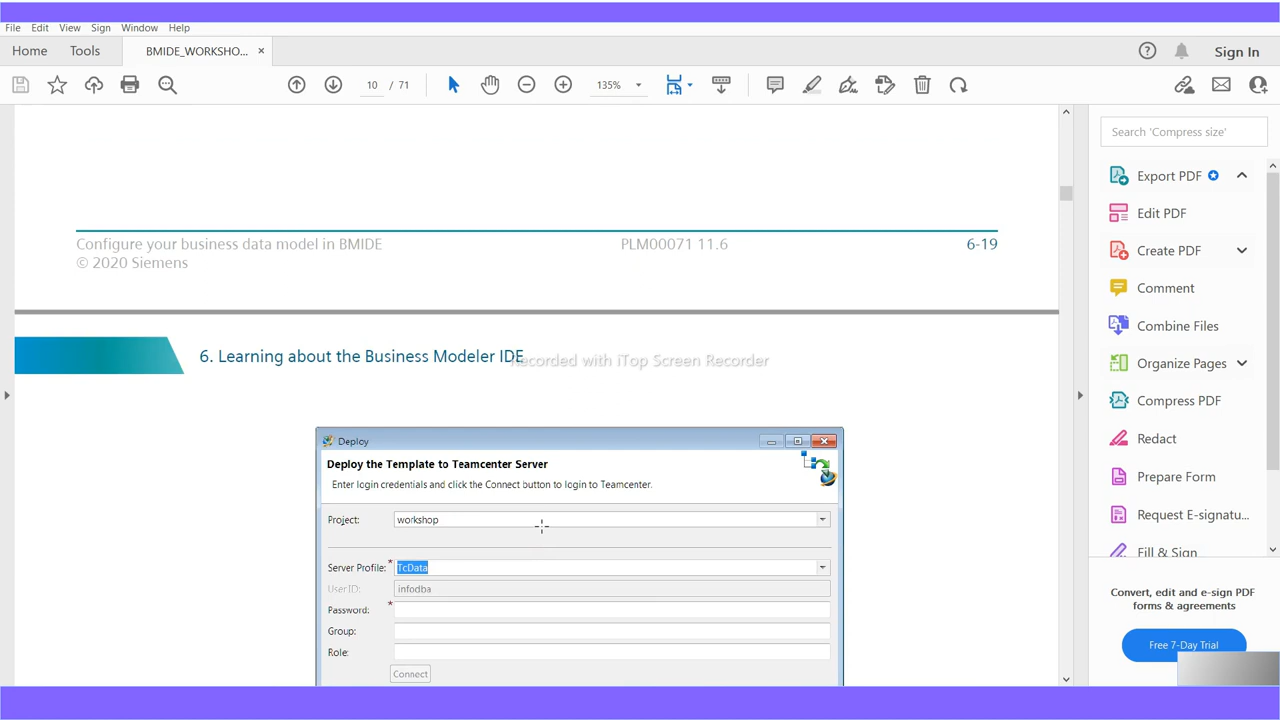 File Edit View Sign Window Help
Home Tools BMIDE_WORKSHO... × Sign In
10 / 71 135%
Search 'Compress size'
Export PDF
Edit PDF
Create PDF
Comment
Combine Files
Organize Pages
Compress PDF
Redact
Prepare Form
Request E-signatu...
Fill & Sign
Convert, edit and e-sign PDF
forms & agreements
Free 7-Day Trial
Configure your business data model in BMIDE PLM00071 11.6 6-19
© 2020 Siemens
6. Learning about the Business Modeler IDE
Recorded with iTop Screen Recorder
Deploy
Deploy the Template to Teamcenter Server
Enter login credentials and click the Connect button to login to Teamcenter.
Project: workshop
Server Profile: * TcData
User ID: infodba
Password: *
Group:
Role:
Connect